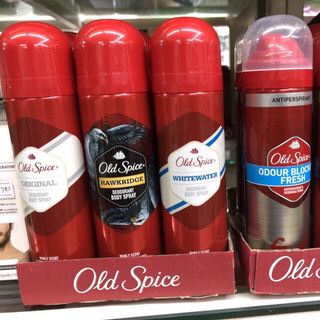 Old Spice
ORIGINAL
DEODORANT
BODY SPRAY
Old Spice
HAWKRIDGE
DEODORANT
BODY SPRAY
Old Spice
WHITEWATER
DEODORANT
BODY SPRAY
ANTIPERSPIRANT
Old Spice
ODOUR BLOCKER
FRESH
Old Spice
Old S